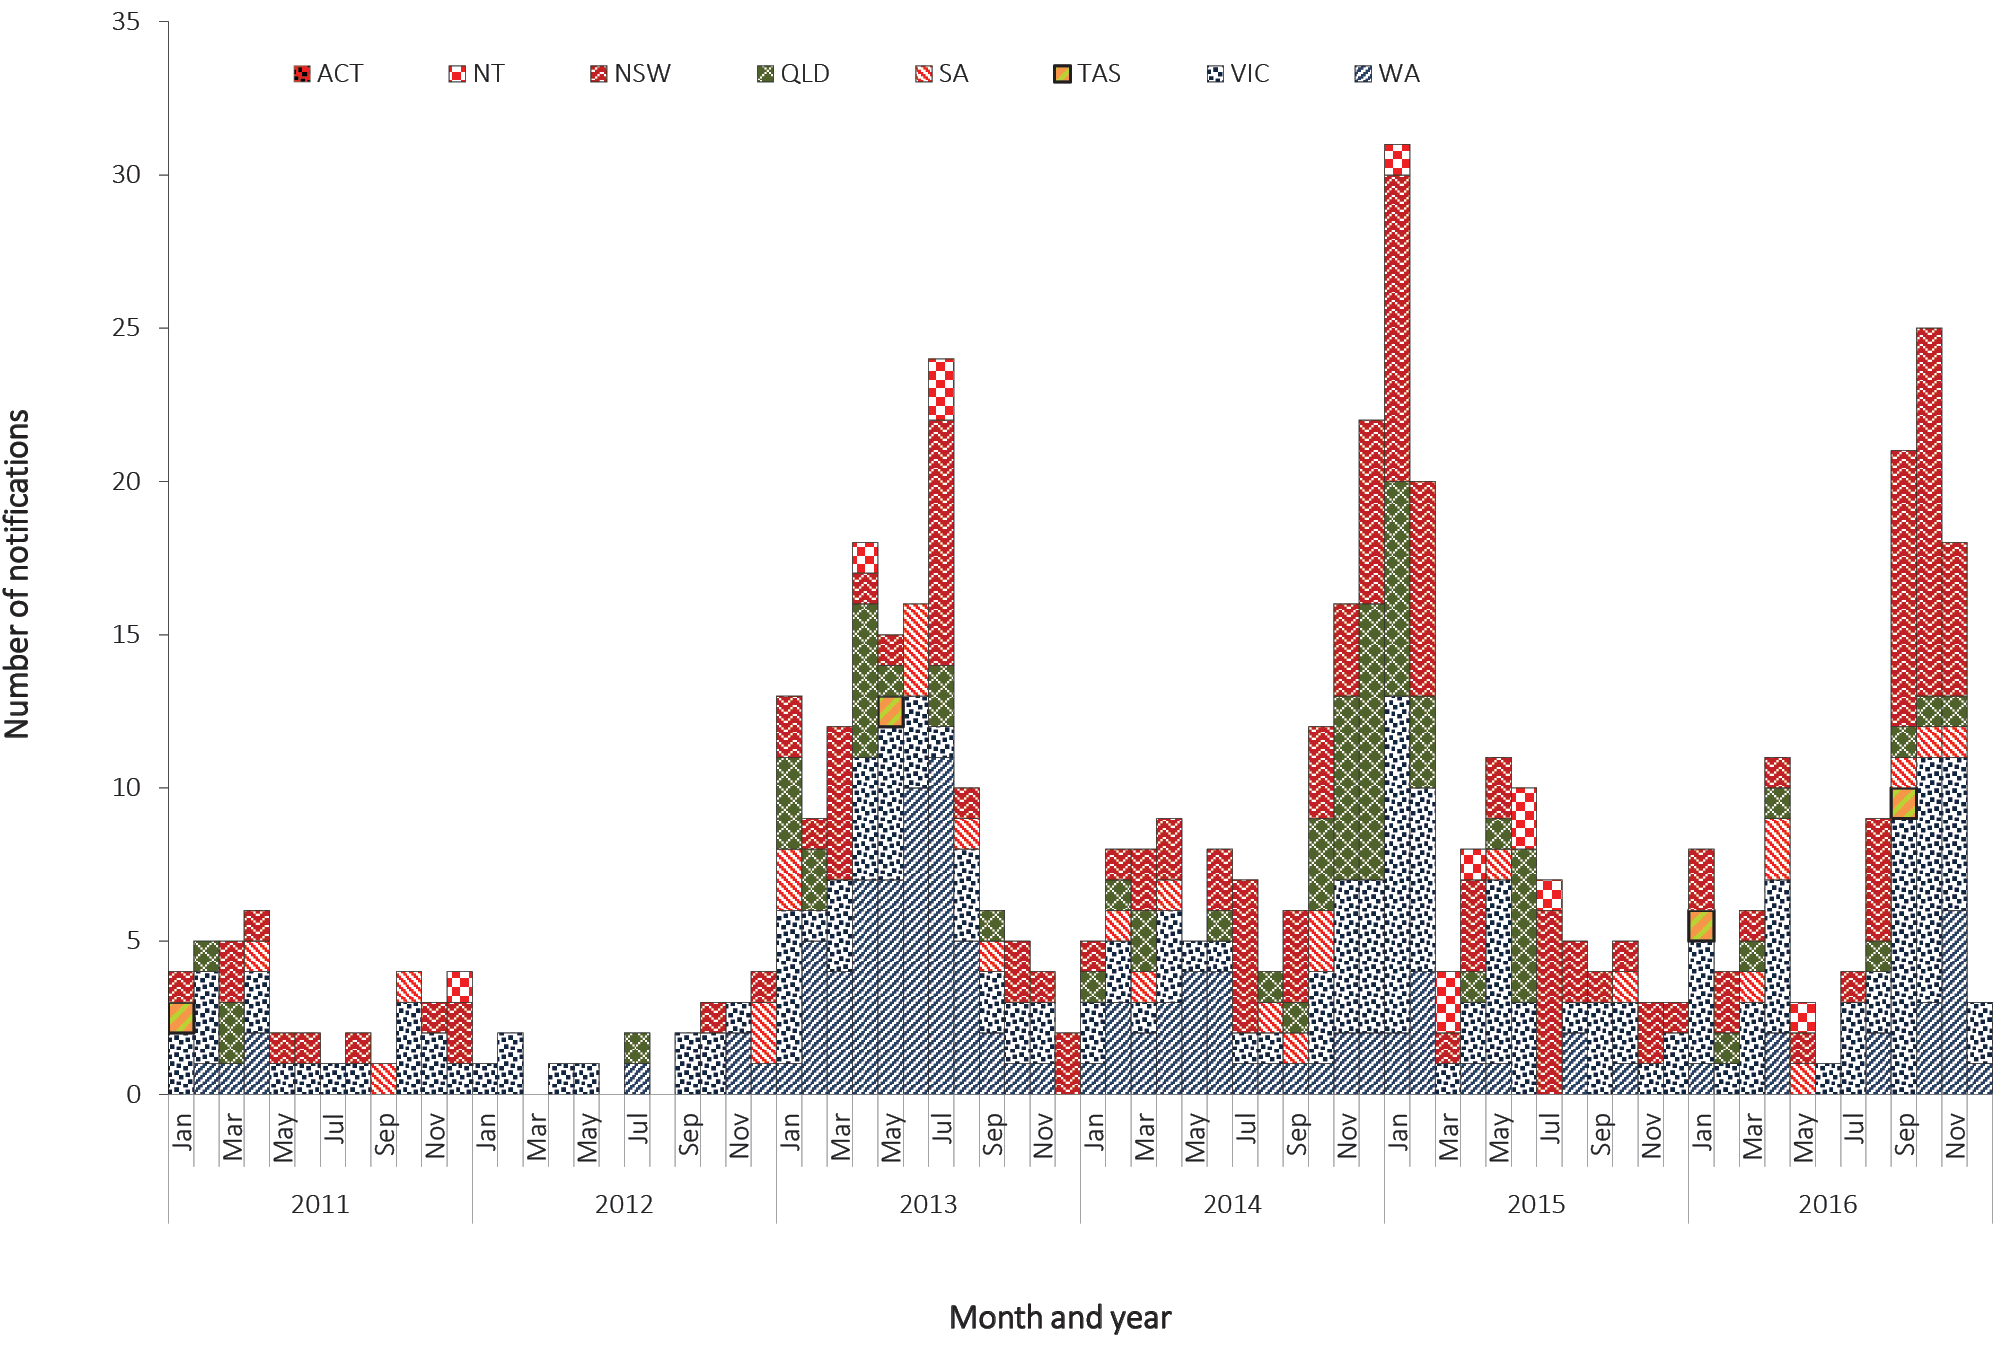 35
ACT NT NSW QLD SA TAS VIC WA
30
25
20
15
10
5
0
Number of notifications
Jan Mar May Jul Sep Nov Jan Mar May Jul Sep Nov Jan Mar May Jul Sep Nov Jan Mar May Jul Sep Nov Jan Mar May Jul Sep Nov Jan Mar May Jul Sep Nov
2011 2012 2013 2014 2015 2016
Month and year